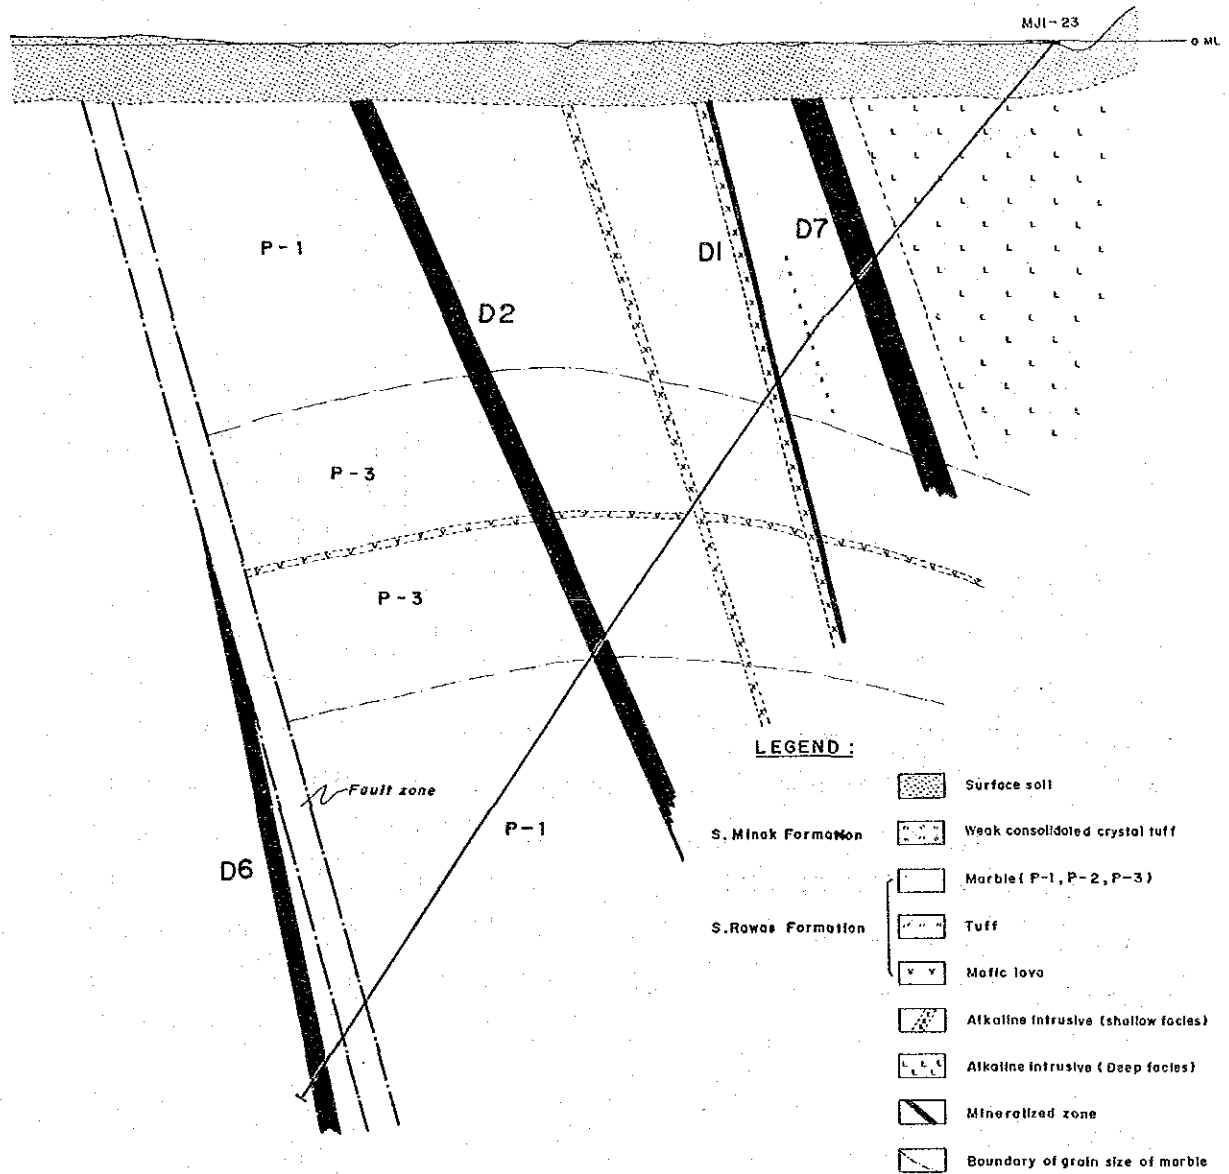 MJI-23
0 ML
P-1
D2
D1
D7
P-3
P-3
Fault zone
P-1
D6
LEGEND :
Surface soil
S. Minak Formation
Weak consolidated crystal tuff
Marble ( P-1, P-2, P-3 )
S. Rawas Formation
Tuff
Mafic lava
Alkaline intrusive (shallow facies)
Alkaline intrusive ( Deep facies)
Mineralized zone
Boundary of grain size of marble